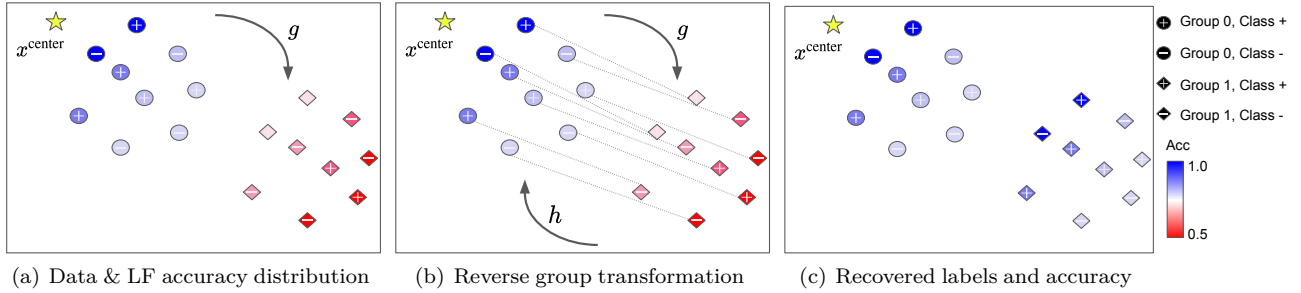 x^center
g
x^center
g
h
x^center
Group 0, Class +
Group 0, Class -
Group 1, Class +
Group 1, Class -
Acc
1.0
0.5
(a) Data & LF accuracy distribution
(b) Reverse group transformation
(c) Recovered labels and accuracy